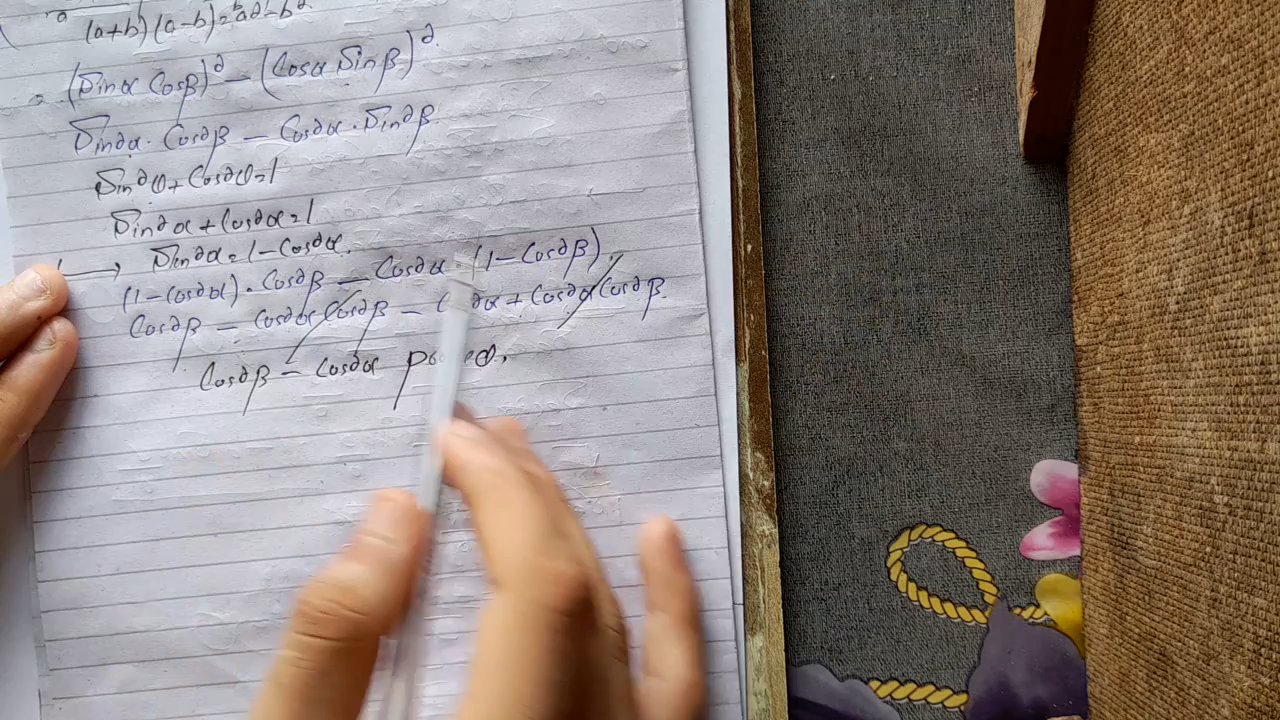 (a+b)(a-b)=a²-b²
(Sinα Cosβ)² - (Cosα Sinβ)²
Sin²α · Cos²β - Cos²α · Sin²β
Sin²θ + Cos²θ = 1
Sin²α + Cos²α = 1
Sin²α = 1 - Cos²α
(1-Cos²α) · Cos²β - Cos²α · (1-Cos²β)
Cos²β - Cos²α Cos²β - Cos²α + Cos²α Cos²β
Cos²β - Cos²α